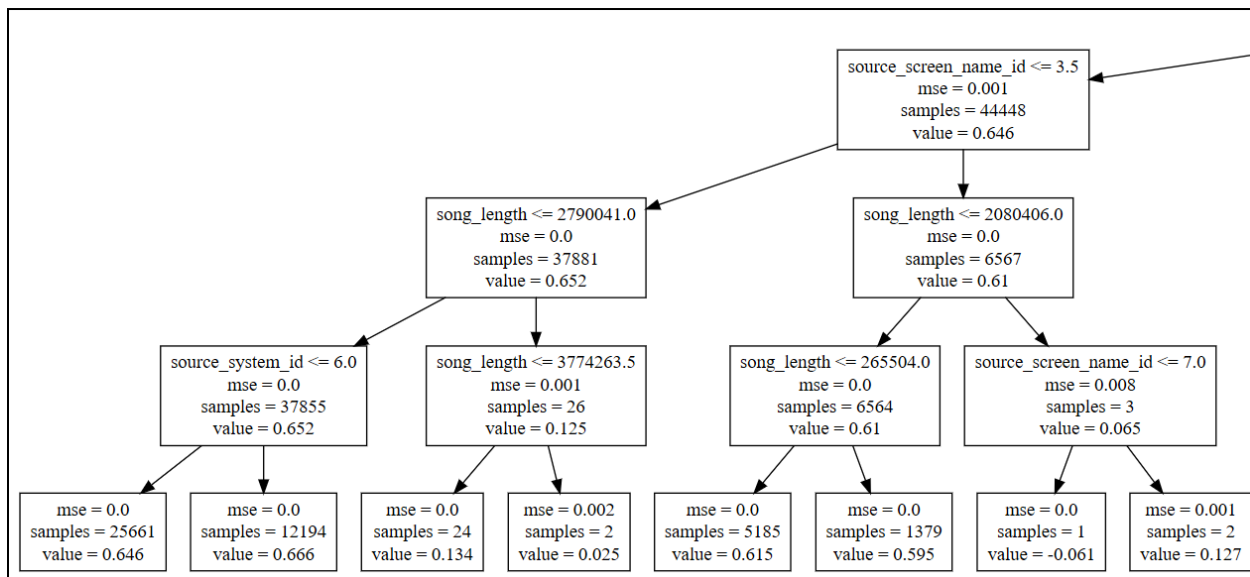 source_screen_name_id <= 3.5
mse = 0.001
samples = 44448
value = 0.646
song_length <= 2790041.0
mse = 0.0
samples = 37881
value = 0.652
song_length <= 2080406.0
mse = 0.0
samples = 6567
value = 0.61
source_system_id <= 6.0
mse = 0.0
samples = 37855
value = 0.652
song_length <= 3774263.5
mse = 0.001
samples = 26
value = 0.125
song_length <= 265504.0
mse = 0.0
samples = 6564
value = 0.61
source_screen_name_id <= 7.0
mse = 0.008
samples = 3
value = 0.065
mse = 0.0
samples = 25661
value = 0.646
mse = 0.0
samples = 12194
value = 0.666
mse = 0.0
samples = 24
value = 0.134
mse = 0.002
samples = 2
value = 0.025
mse = 0.0
samples = 5185
value = 0.615
mse = 0.0
samples = 1379
value = 0.595
mse = 0.0
samples = 1
value = -0.061
mse = 0.001
samples = 2
value = 0.127